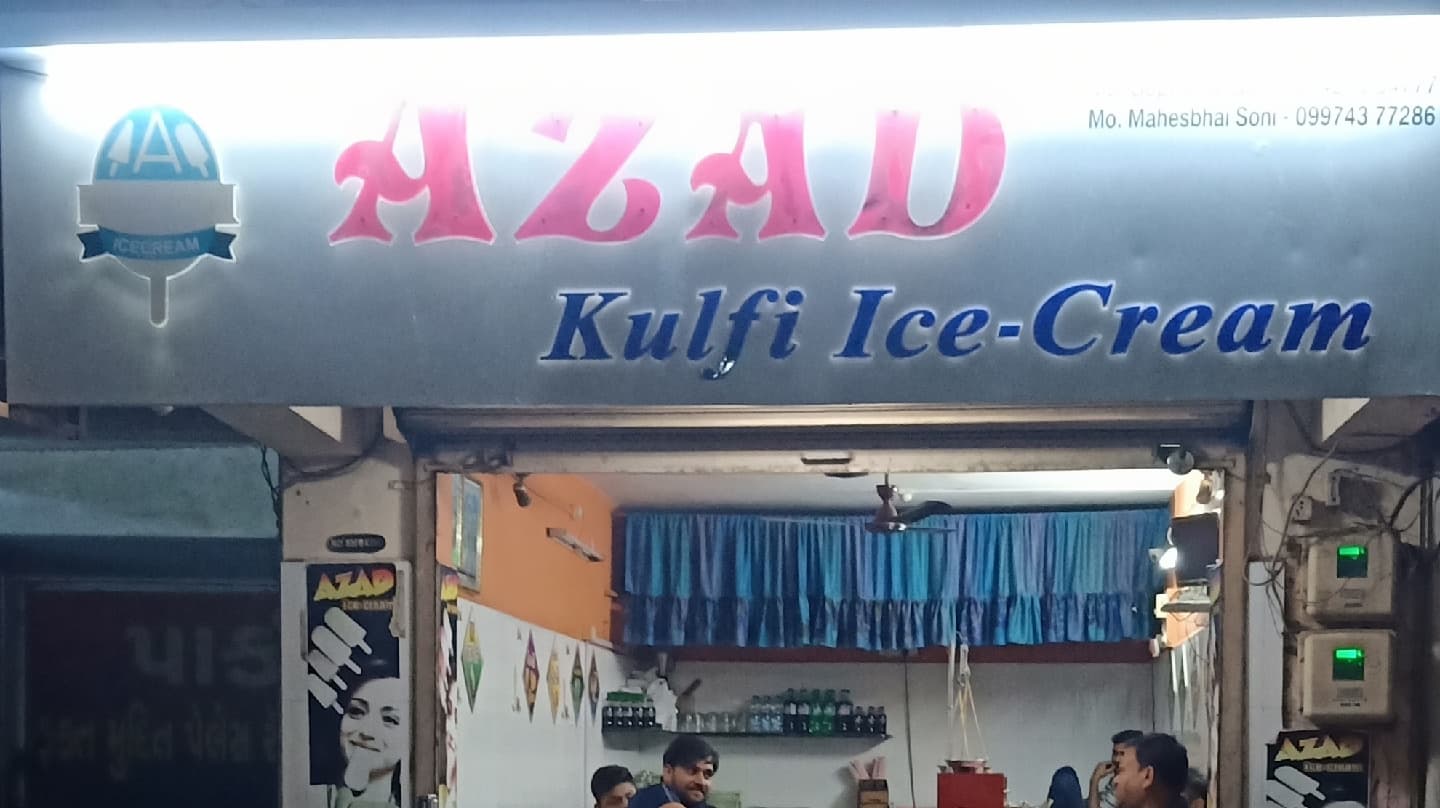 Mo. Mahesbhai Soni - 099743 77286
A
ICECREAM
AZAD
Kulfi Ice-Cream
AZAD
ICE-CREAM
પાર્ક
AZAD
ICE-CREAM